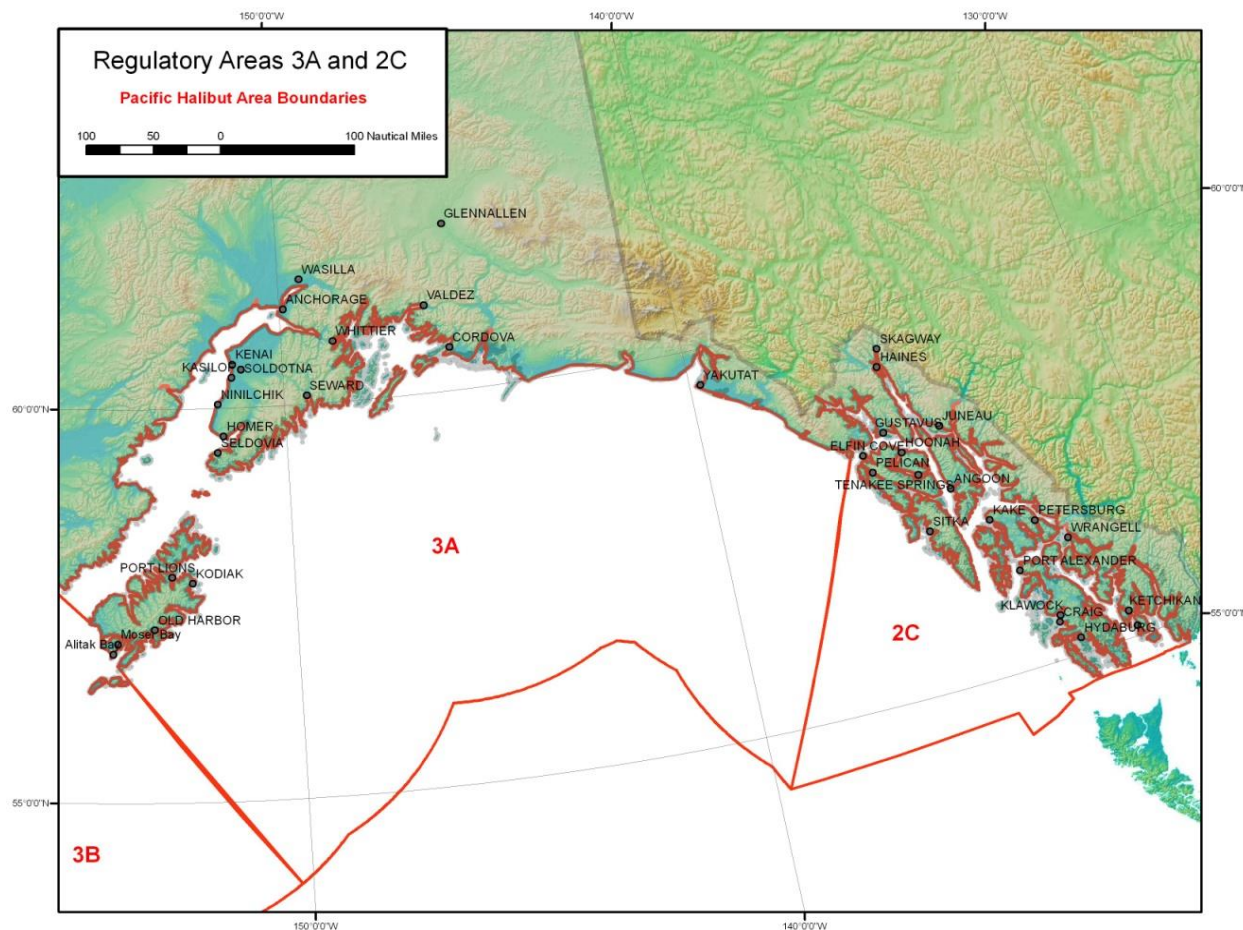 150°0'0"W
140°0'0"W
130°0'0"W
Regulatory Areas 3A and 2C
Pacific Halibut Area Boundaries
100 50 0 100 Nautical Miles
60°0'0"N
GLENNALLEN
WASILLA
ANCHORAGE
VALDEZ
WHITTIER
CORDOVA
SKAGWAY
HAINES
KENAI
KASILOF
SOLDOTNA
YAKUTAT
SEWARD
NINILCHIK
60°0'0"N
HOMER
SELDOVIA
GUSTAVUS
JUNEAU
ELFIN COVE
HOONAH
PELICAN
TENAKEE SPRINGS
ANGOON
KAKE
PETERSBURG
SITKA
WRANGELL
3A
PORT ALEXANDER
PORT LIONS
KODIAK
KLAWOCK
CRAIG
KETCHIKAN
55°0'0"N
OLD HARBOR
HYDABURG
Moser Bay
Alitak Bay
2C
55°0'0"N
3B
150°0'0"W
140°0'0"W